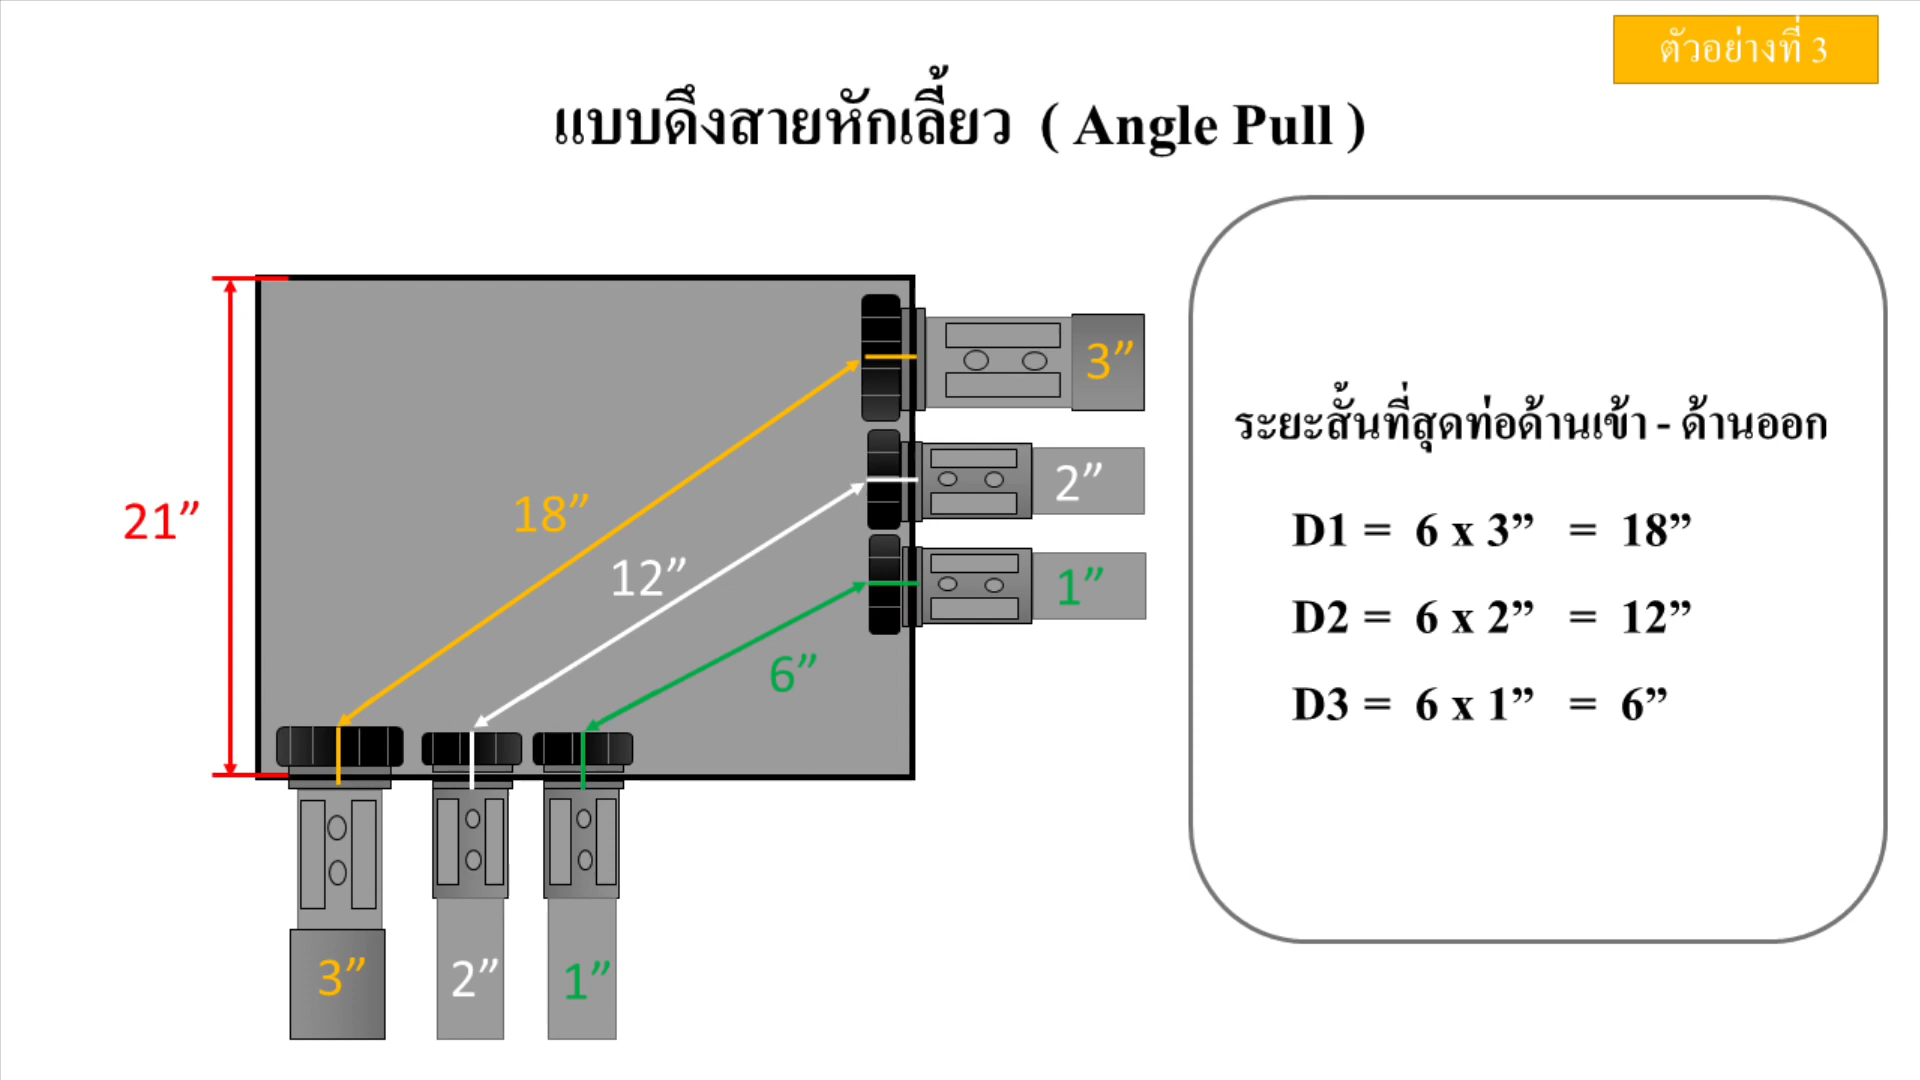 ตัวอย่างที่ 3
แบบดึงสายหักเลี้ยว ( Angle Pull )
3”
2”
1”
18”
12”
6”
21”
3”
2”
1”
ระยะสั้นที่สุดท่อด้านเข้า - ด้านออก
D1 = 6 x 3” = 18”
D2 = 6 x 2” = 12”
D3 = 6 x 1” = 6”